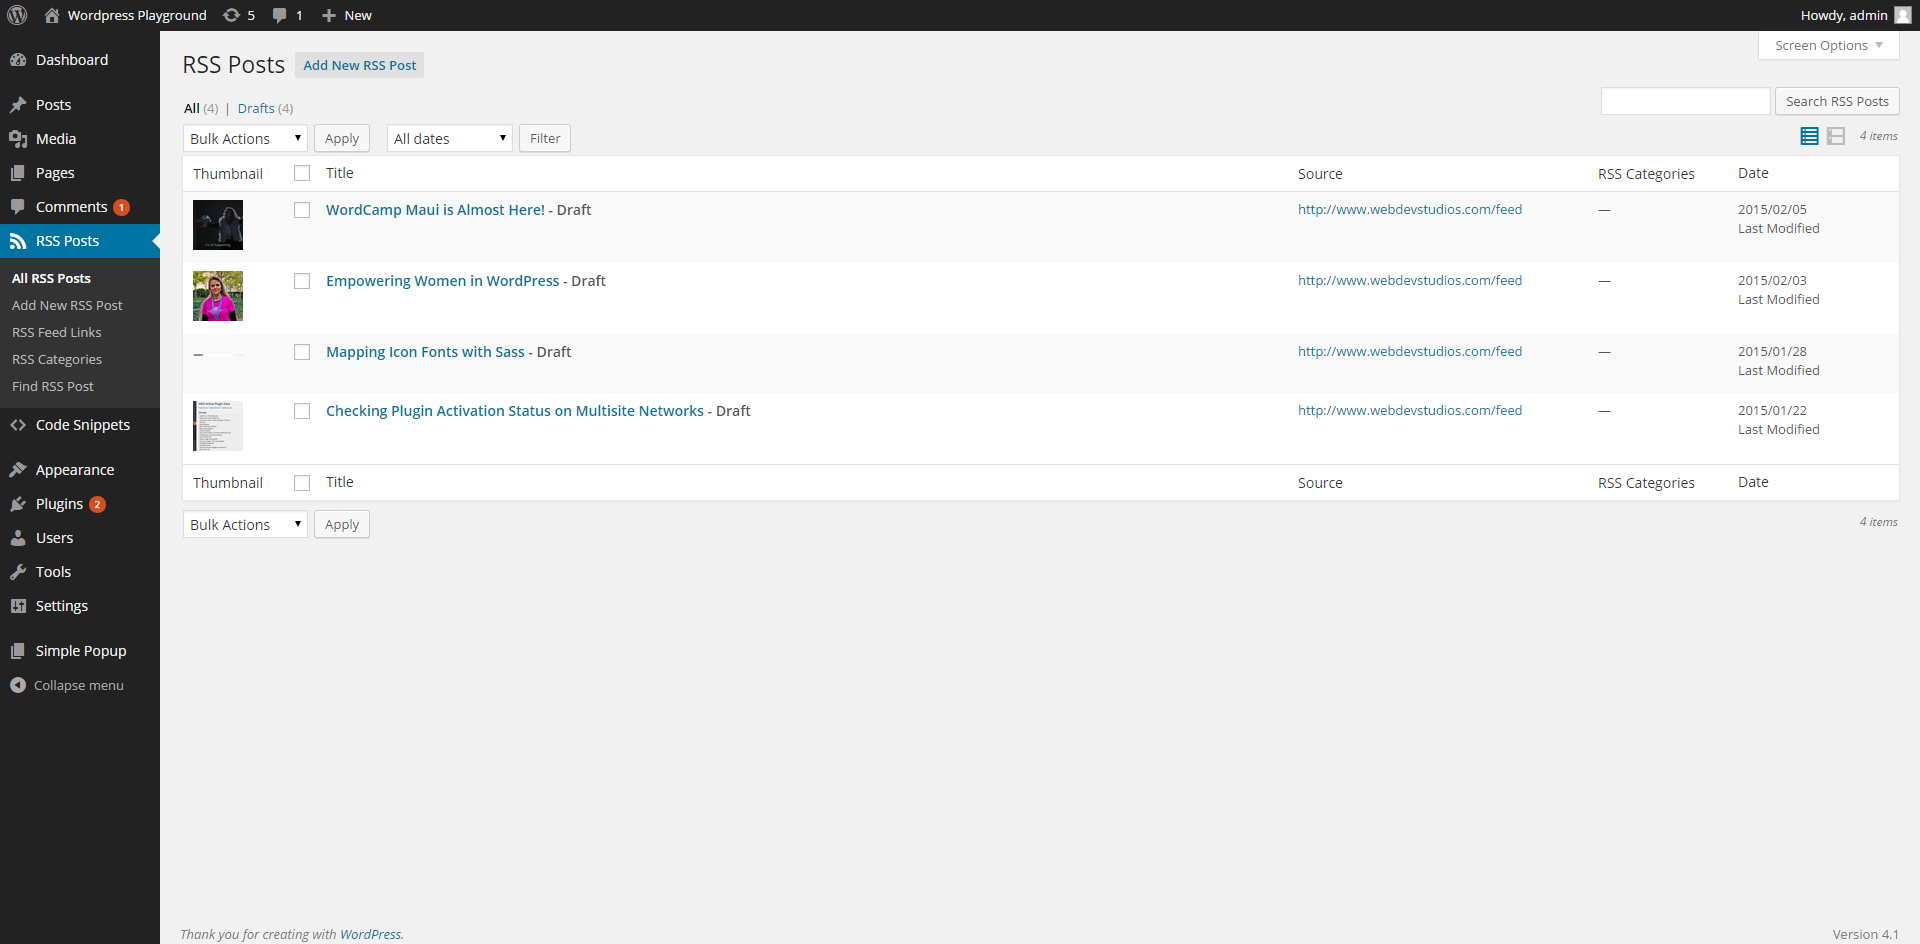 Wordpress Playground 5 1 New Howdy, admin
Dashboard
Posts
Media
Pages
Comments 1
RSS Posts
All RSS Posts
Add New RSS Post
RSS Feed Links
RSS Categories
Find RSS Post
Code Snippets
Appearance
Plugins 2
Users
Tools
Settings
Simple Popup
Collapse menu
Screen Options
RSS Posts Add New RSS Post
All (4) | Drafts (4)
Search RSS Posts
Bulk Actions Apply All dates Filter 4 items
Thumbnail Title Source RSS Categories Date
WordCamp Maui is Almost Here! - Draft http://www.webdevstudios.com/feed — 2015/02/05
Last Modified
Empowering Women in WordPress - Draft http://www.webdevstudios.com/feed — 2015/02/03
Last Modified
Mapping Icon Fonts with Sass - Draft http://www.webdevstudios.com/feed — 2015/01/28
Last Modified
Checking Plugin Activation Status on Multisite Networks - Draft http://www.webdevstudios.com/feed — 2015/01/22
Last Modified
Thumbnail Title Source RSS Categories Date
Bulk Actions Apply 4 items
Thank you for creating with WordPress. Version 4.1